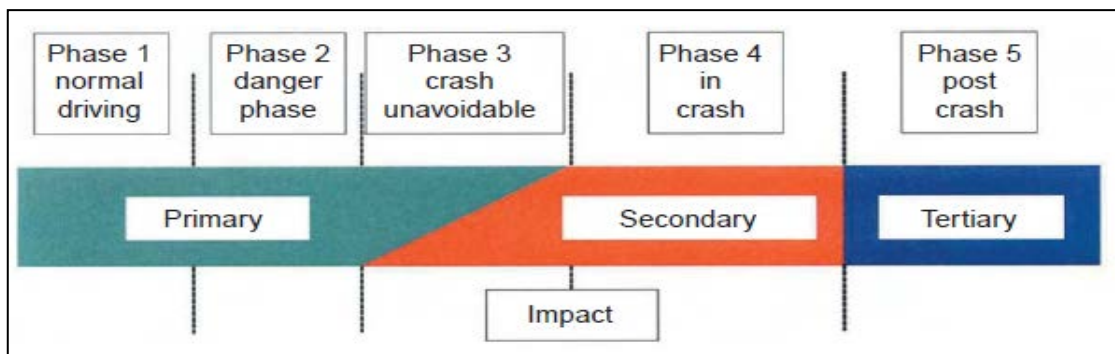 Phase 1
normal
driving
Phase 2
danger
phase
Phase 3
crash
unavoidable
Phase 4
in
crash
Phase 5
post
crash
Primary
Secondary
Tertiary
Impact